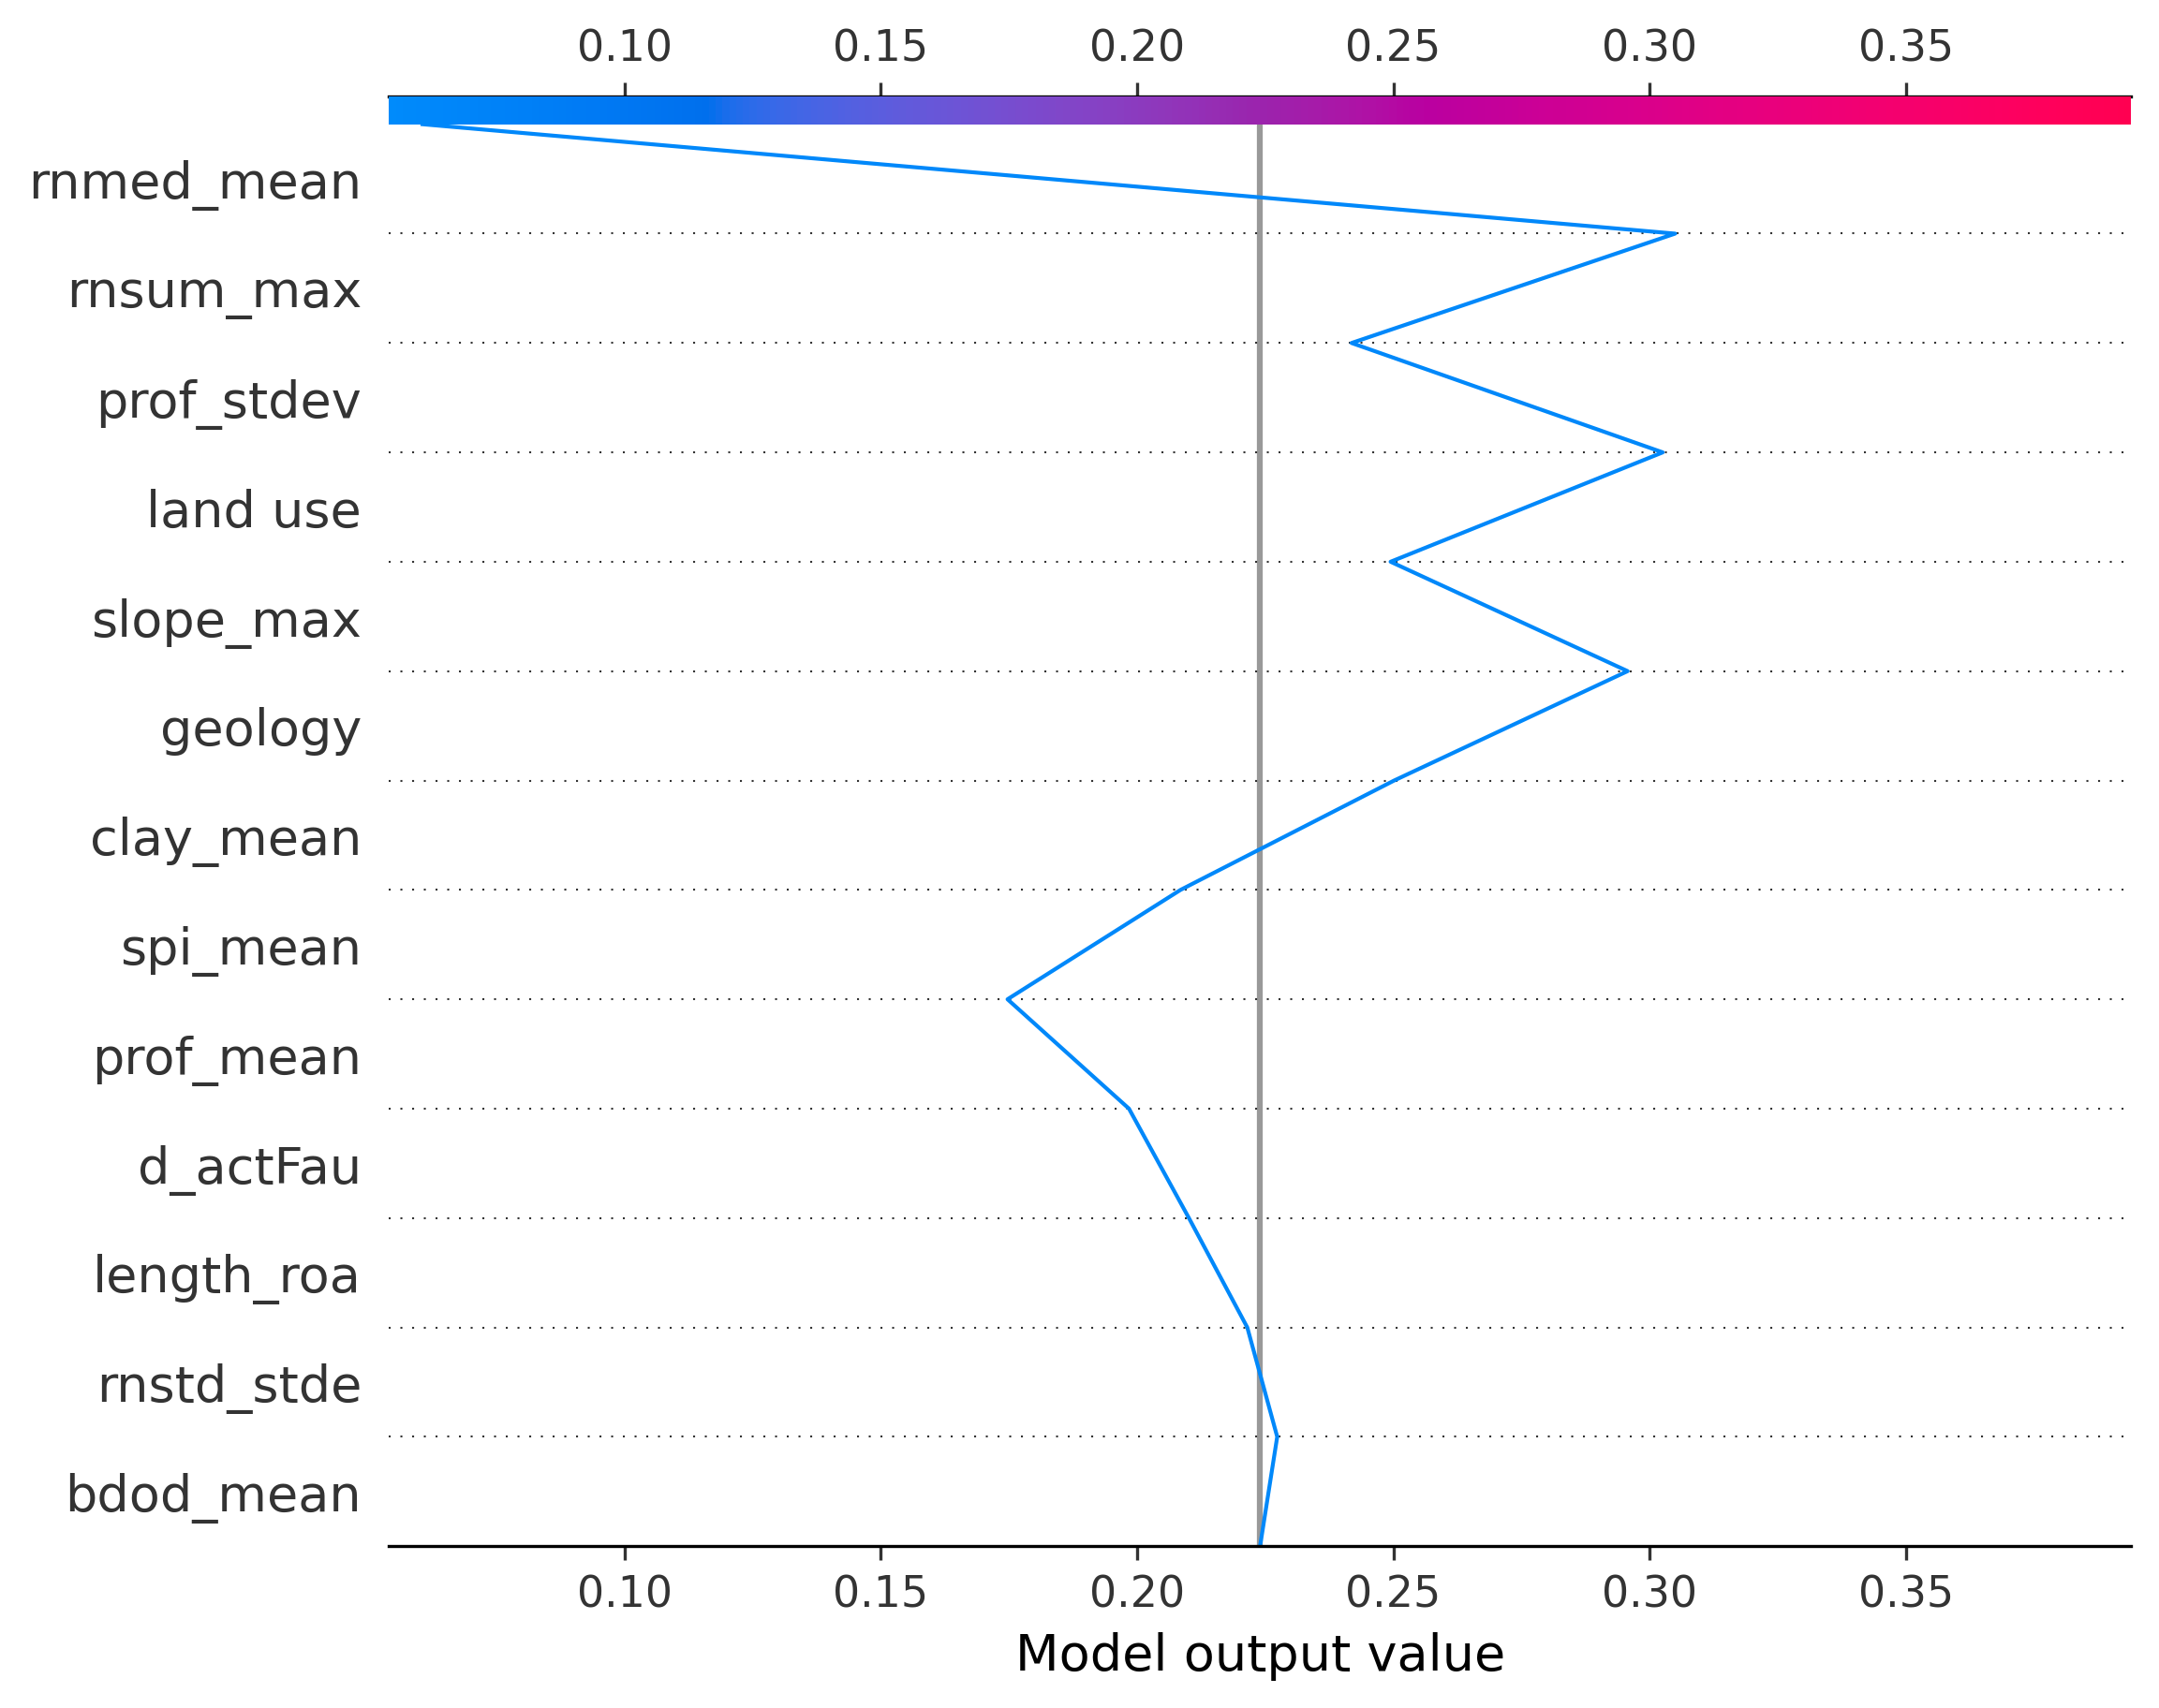 0.10 0.15 0.20 0.25 0.30 0.35
rnmed_mean
rnsum_max
prof_stdev
land use
slope_max
geology
clay_mean
spi_mean
prof_mean
d_actFau
length_roa
rnstd_stde
bdod_mean
0.10 0.15 0.20 0.25 0.30 0.35
Model output value